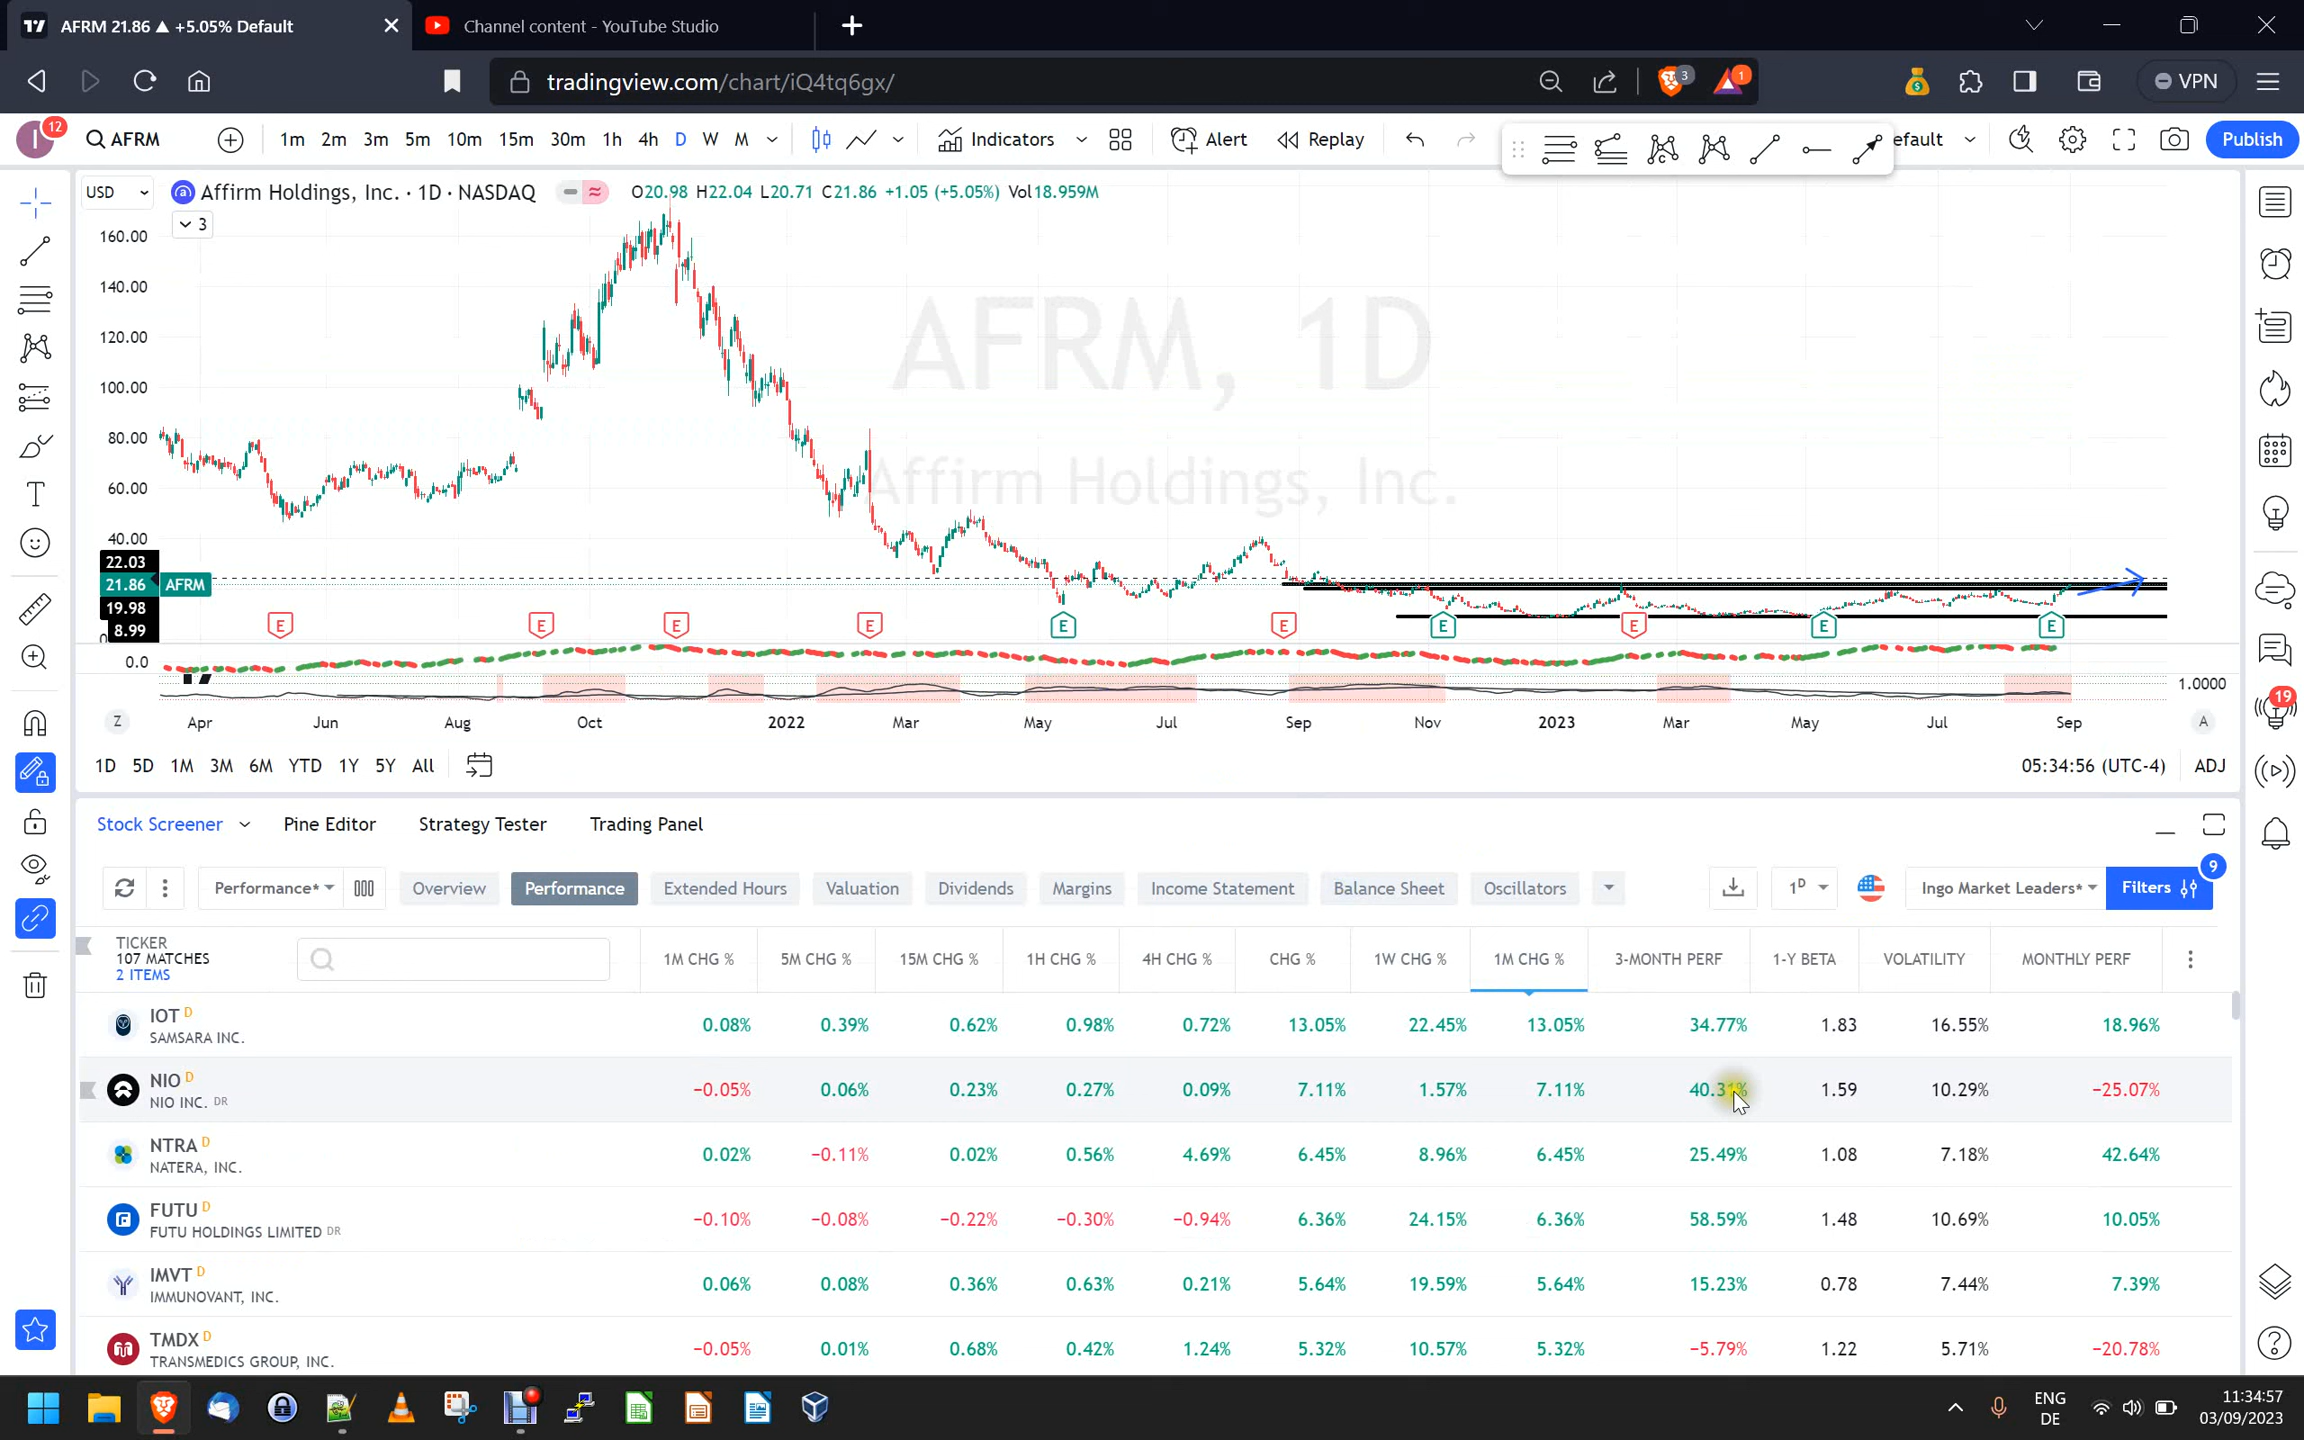 AFRM 21.86 ▲ +5.05% Default
Channel content - YouTube Studio
tradingview.com/chart/iQ4tq6gx/
3
1
VPN
I
12
AFRM
1m 2m 3m 5m 10m 15m 30m 1h 4h D W M
Indicators
Alert
Replay
efault
Publish
USD
Affirm Holdings, Inc. · 1D · NASDAQ
O20.98 H22.04 L20.71 C21.86 +1.05 (+5.05%) Vol18.959M
3
160.00
140.00
120.00
100.00
80.00
60.00
40.00
22.03
21.86 AFRM
19.98
8.99
0.0
AFRM, 1D
Affirm Holdings, Inc.
E E E E E E E E E E
1.0000
Z Apr Jun Aug Oct 2022 Mar May Jul Sep Nov 2023 Mar May Jul Sep A
1D 5D 1M 3M 6M YTD 1Y 5Y All
05:34:56 (UTC-4) ADJ
19
Stock Screener Pine Editor Strategy Tester Trading Panel
Performance* Overview Performance Extended Hours Valuation Dividends Margins Income Statement Balance Sheet Oscillators
1D
Ingo Market Leaders*
Filters
9
TICKER
107 MATCHES
2 ITEMS
1M CHG % 5M CHG % 15M CHG % 1H CHG % 4H CHG % CHG % 1W CHG % 1M CHG % 3-MONTH PERF 1-Y BETA VOLATILITY MONTHLY PERF
IOT D
SAMSARA INC.
0.08% 0.39% 0.62% 0.98% 0.72% 13.05% 22.45% 13.05% 34.77% 1.83 16.55% 18.96%
NIO D
NIO INC. DR
−0.05% 0.06% 0.23% 0.27% 0.09% 7.11% 1.57% 7.11% 40.31% 1.59 10.29% −25.07%
NTRA D
NATERA, INC.
0.02% −0.11% 0.02% 0.56% 4.69% 6.45% 8.96% 6.45% 25.49% 1.08 7.18% 42.64%
FUTU D
FUTU HOLDINGS LIMITED DR
−0.10% −0.08% −0.22% −0.30% −0.94% 6.36% 24.15% 6.36% 58.59% 1.48 10.69% 10.05%
IMVT D
IMMUNOVANT, INC.
0.06% 0.08% 0.36% 0.63% 0.21% 5.64% 19.59% 5.64% 15.23% 0.78 7.44% 7.39%
TMDX D
TRANSMEDICS GROUP, INC.
−0.05% 0.01% 0.68% 0.42% 1.24% 5.32% 10.57% 5.32% −5.79% 1.22 5.71% −20.78%
ENG
DE
11:34:57
03/09/2023